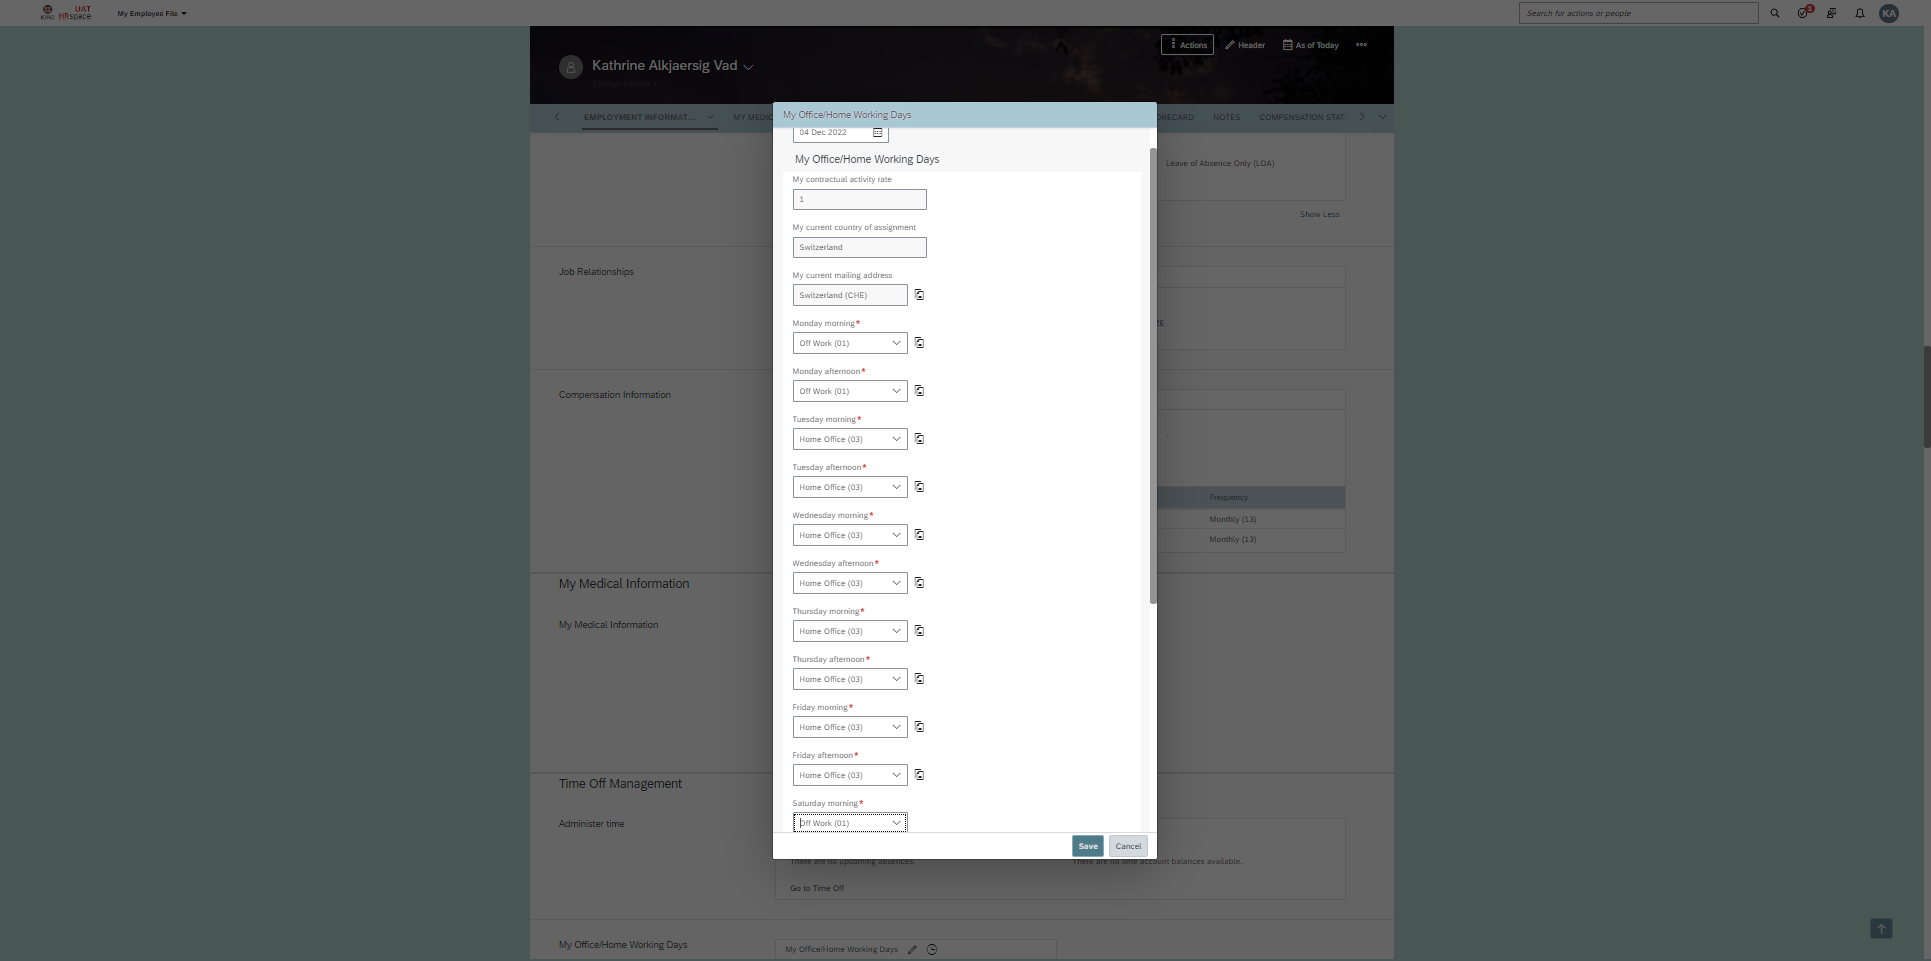 UAT
ICRC HRspace
My Employee File
Search for actions or people
1
KA
Actions
Header
As of Today
Kathrine Alkjaersig Vad
EMPLOYMENT INFORMAT...
MY MEDIC
ORECARD
NOTES
COMPENSATION STAT
My Office/Home Working Days
04 Dec 2022
My Office/Home Working Days
My contractual activity rate
1
My current country of assignment
Switzerland
My current mailing address
Switzerland (CHE)
Monday morning*
Off Work (01)
Monday afternoon*
Off Work (01)
Tuesday morning*
Home Office (03)
Tuesday afternoon*
Home Office (03)
Wednesday morning*
Home Office (03)
Wednesday afternoon*
Home Office (03)
Thursday morning*
Home Office (03)
Thursday afternoon*
Home Office (03)
Friday morning*
Home Office (03)
Friday afternoon*
Home Office (03)
Saturday morning*
Off Work (01)
Save
Cancel
Leave of Absence Only (LOA)
Show Less
Job Relationships
Compensation Information
Frequency
Monthly (13)
Monthly (13)
My Medical Information
My Medical Information
Time Off Management
Administer time
There are no upcoming absences.
There are no time account balances available.
Go to Time Off
My Office/Home Working Days
My Office/Home Working Days